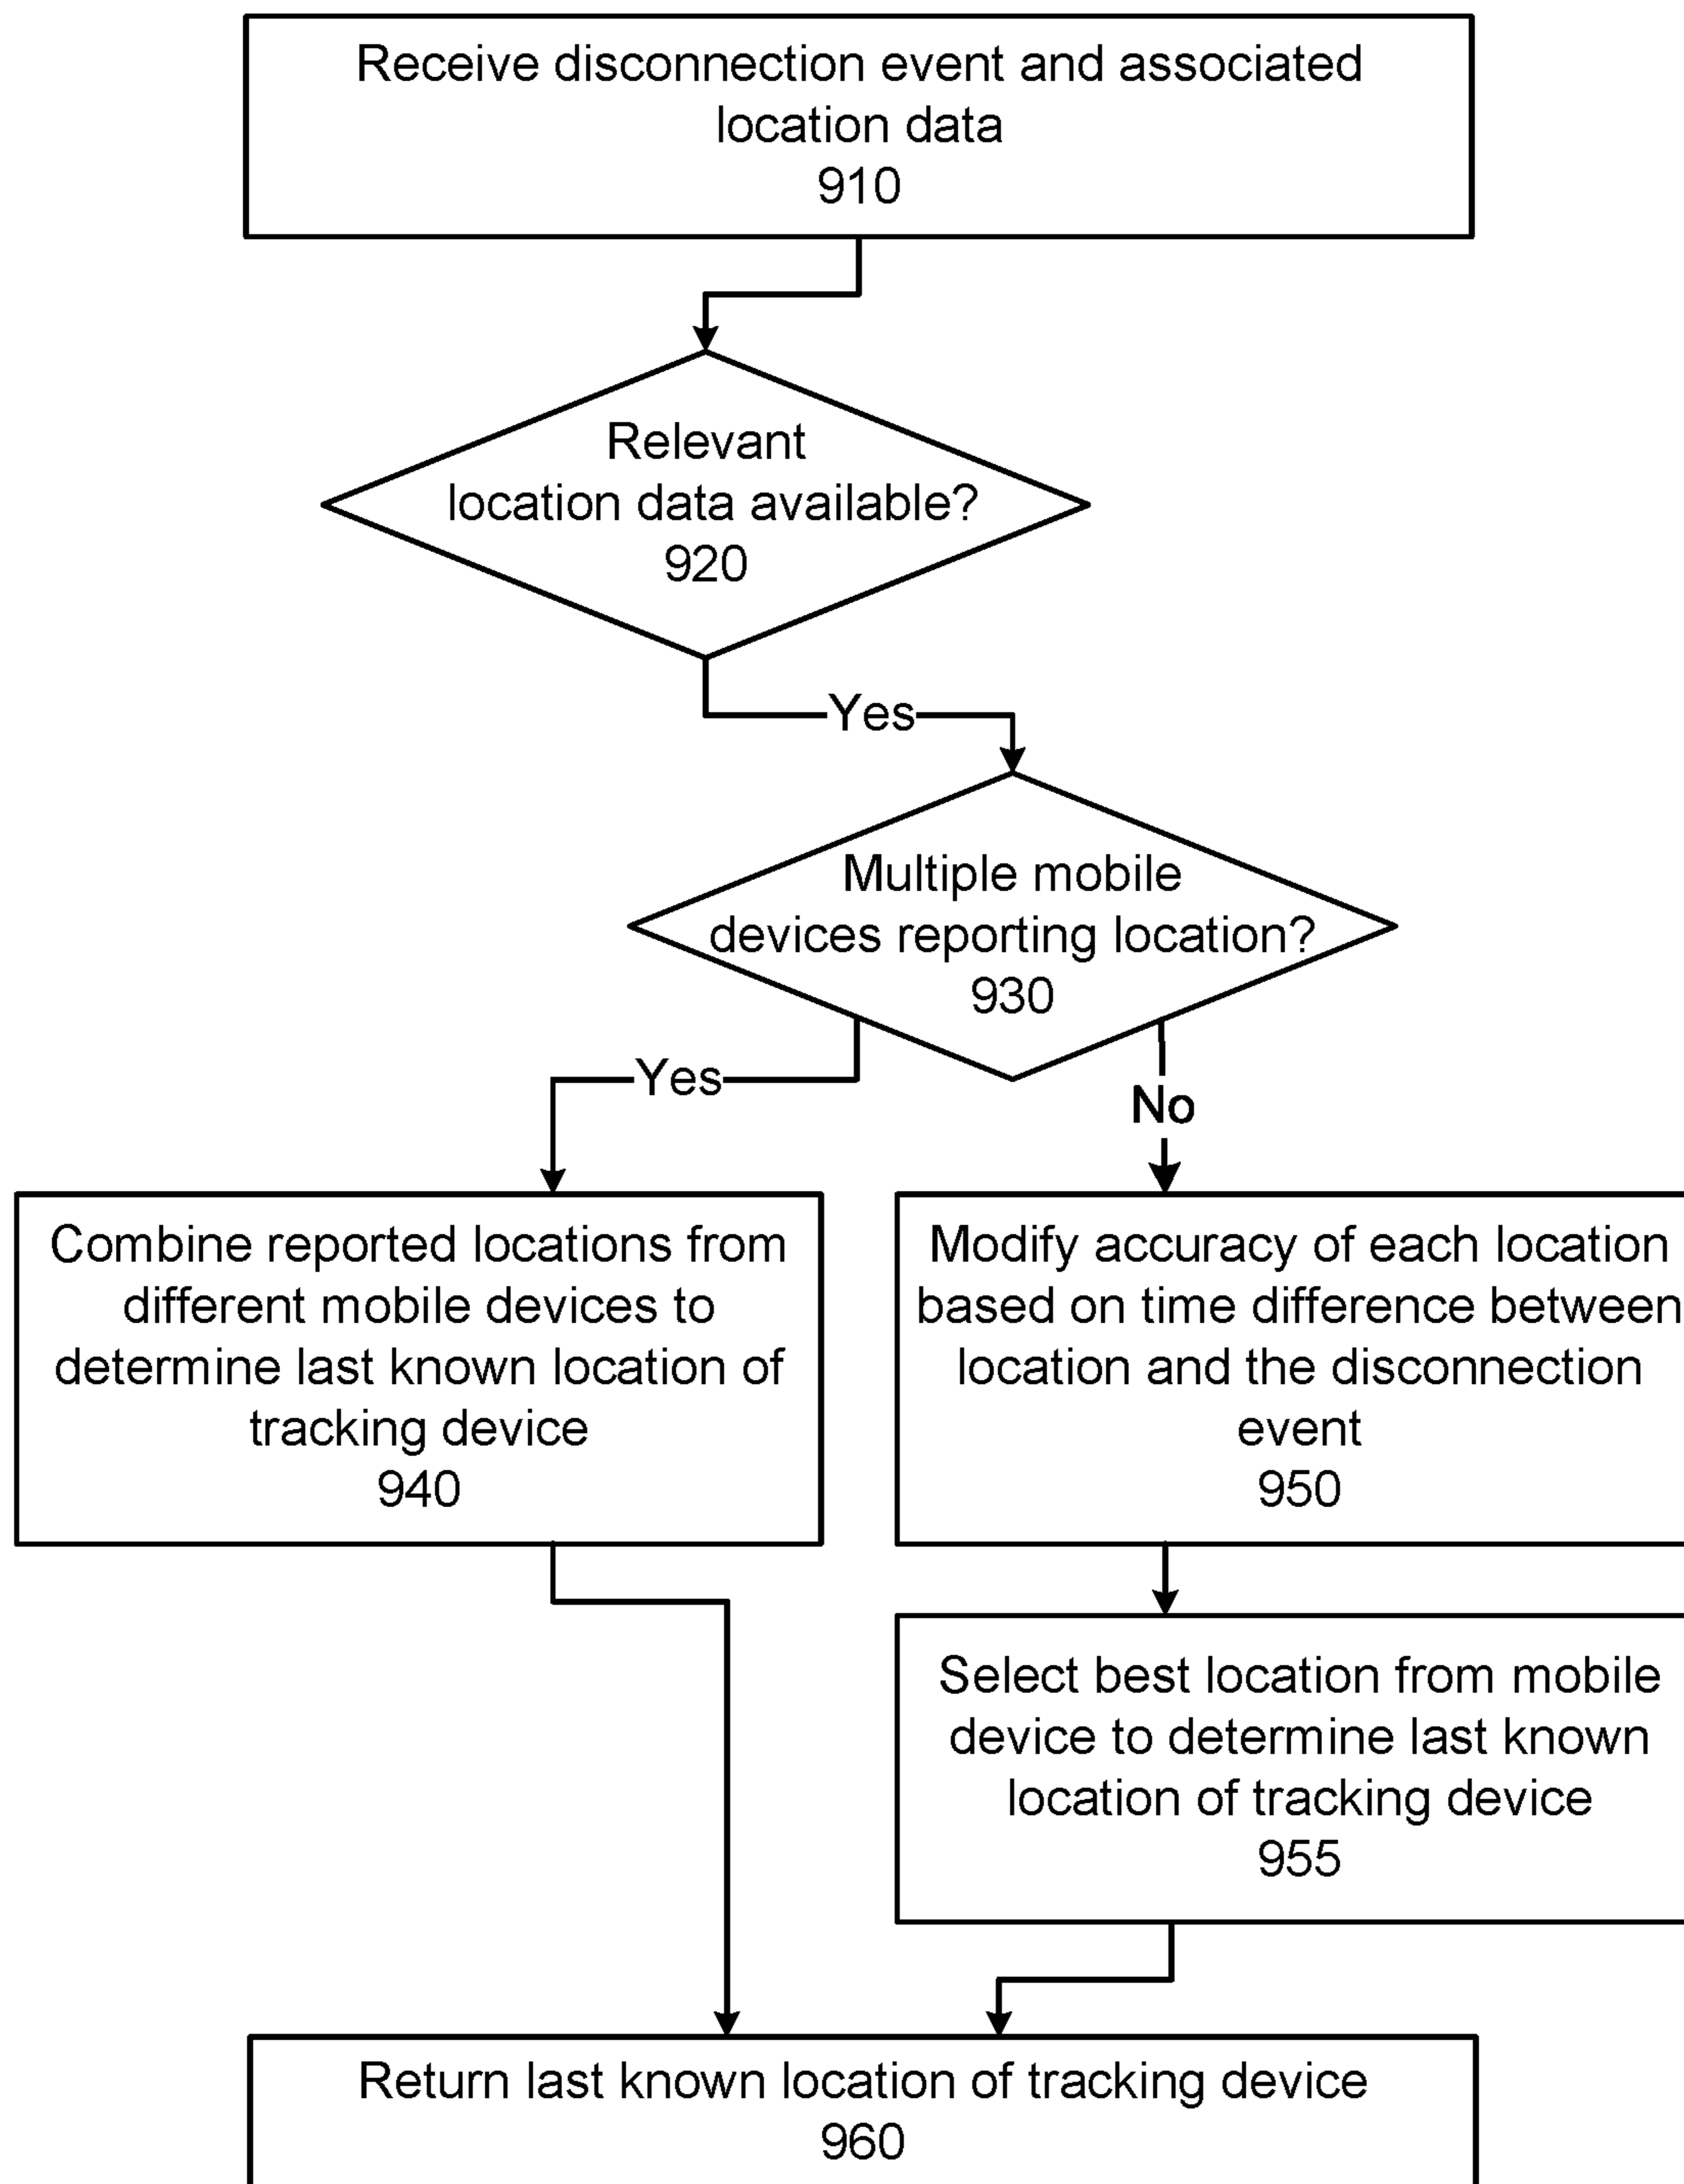 Receive disconnection event and associated
location data
910
Relevant
location data available?
920
Yes
Multiple mobile
devices reporting location?
930
Yes
No
Combine reported locations from
different mobile devices to
determine last known location of
tracking device
940
Modify accuracy of each location
based on time difference between
location and the disconnection
event
950
Select best location from mobile
device to determine last known
location of tracking device
955
Return last known location of tracking device
960